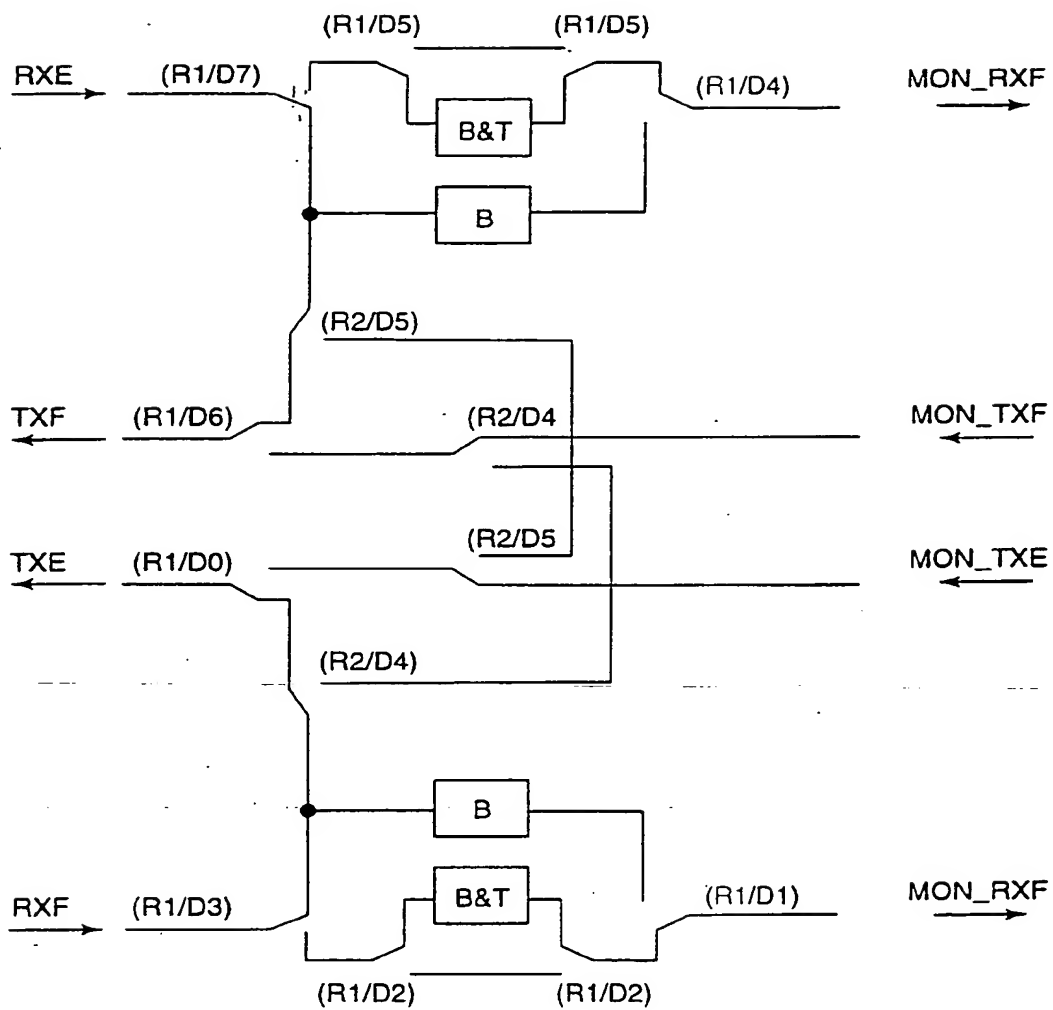 (R1/D5) (R1/D5)
RXE (R1/D7) (R1/D4) MON_RXF
B&T
B
(R2/D5)
TXF (R1/D6) (R2/D4 MON_TXF
TXE (R1/D0) (R2/D5 MON_TXE
(R2/D4)
B
B&T
RXF (R1/D3) (R1/D1) MON_RXF
(R1/D2) (R1/D2)